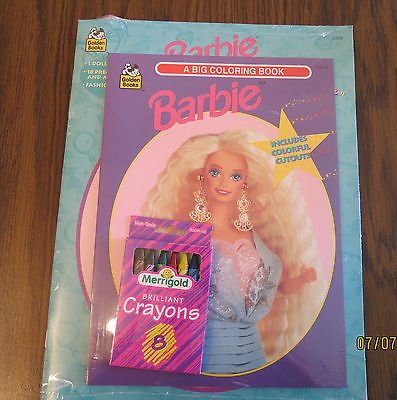 Golden Books
Barbie
1 DOLL
18 PRE
AND A
FASHIO
Golden Books
A BIG COLORING BOOK
Barbie
INCLUDES
COLORFUL
CUTOUTS
Non-Toxic
Merrigold
BRILLIANT
Crayons
8
07/07